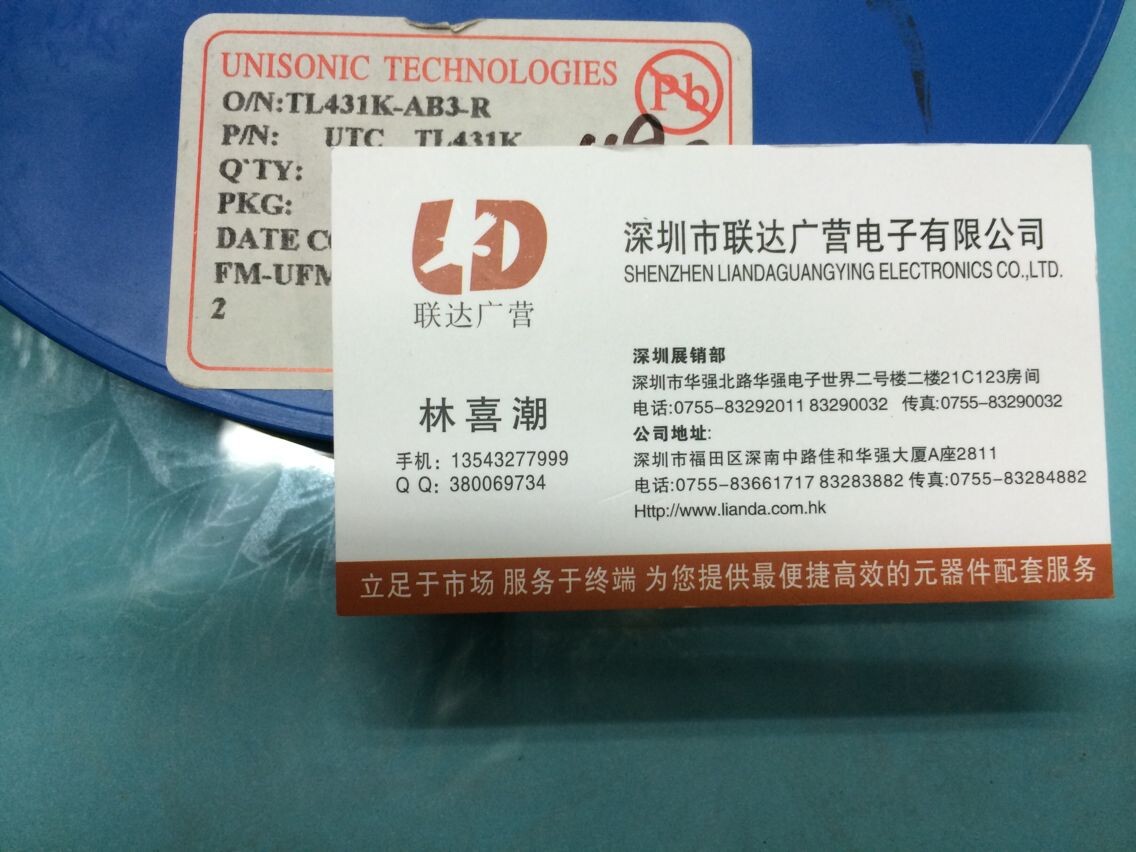 UNISONIC TECHNOLOGIES
Pb
O/N:TL431K-AB3-R
P/N: UTC TL431K
Q`TY:
PKG:
DATE
FM-UFM
2
LD
联达广营
深圳市联达广营电子有限公司
SHENZHEN LIANDAGUANGYING ELECTRONICS CO.,LTD.
林喜潮
手机：13543277999
Q Q：380069734
深圳展销部
深圳市华强北路华强电子世界二号楼二楼21C123房间
电话:0755-83292011 83290032 传真:0755-83290032
公司地址:
深圳市福田区深南中路佳和华强大厦A座2811
电话:0755-83661717 83283882 传真:0755-83284882
Http://www.lianda.com.hk
立足于市场 服务于终端 为您提供最便捷高效的元器件配套服务